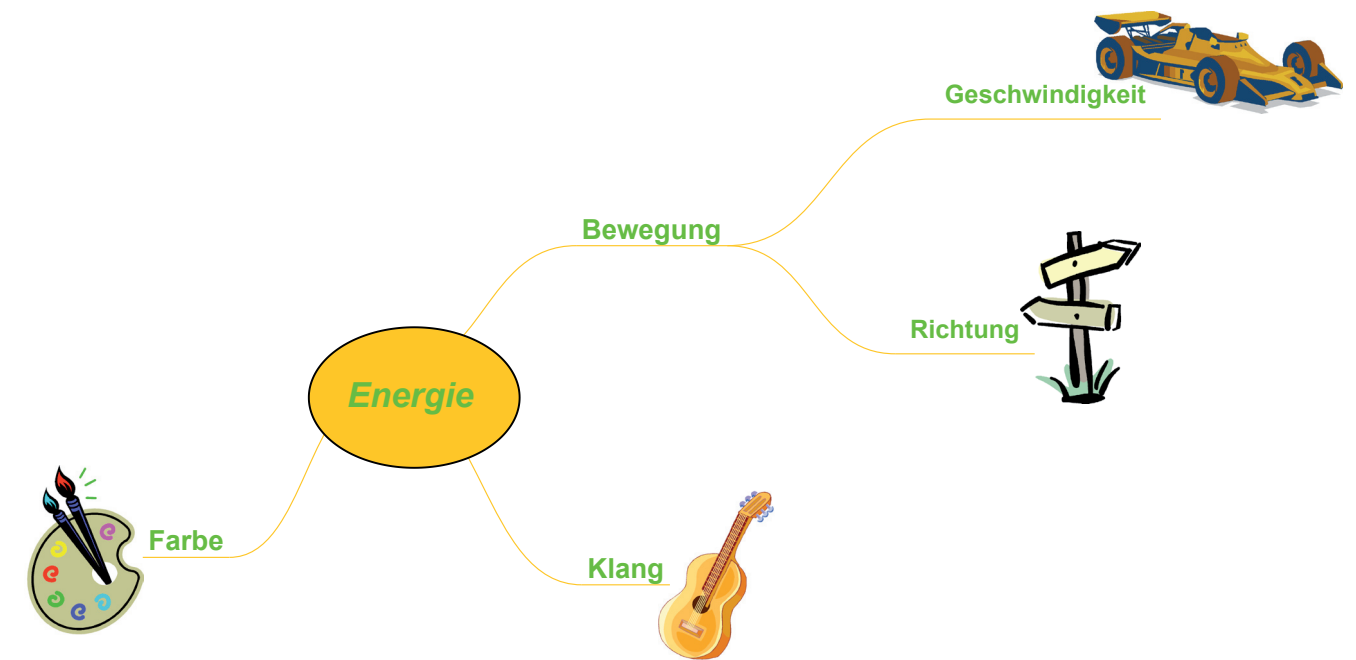 Geschwindigkeit
Bewegung
Richtung
Energie
Farbe
Klang